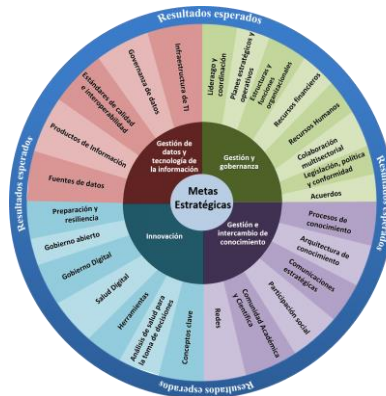 Resultados esperados
Resultados esperados
Resultados esperados
Resultados esperados
Metas
Estratégicas
Gestión de
datos y
tecnología de
la información
Fuentes de datos
Productos de información
Estándares de calidad
e interoperabilidad
Governanza de datos
Infraestructura de TI
Gestión y
gobernanza
Liderazgo y
coordinación
Planes estratégicos y
operativos
Estructuras y
funciones
organizacionales
Recursos financieros
Recursos Humanos
Colaboración
multisectorial
Legislación, política
y conformidad
Acuerdos
Gestión e
intercambio de
conocimiento
Procesos de
conocimiento
Arquitectura de
conocimiento
Comunicaciones
estratégicas
Participación social
Comunidad Académica
y Científica
Redes
Innovación
Conceptos clave
Análisis de salud para
la toma de decisiones
Herramientas
Salud Digital
Gobierno Digital
Gobierno abierto
Preparación y
resiliencia